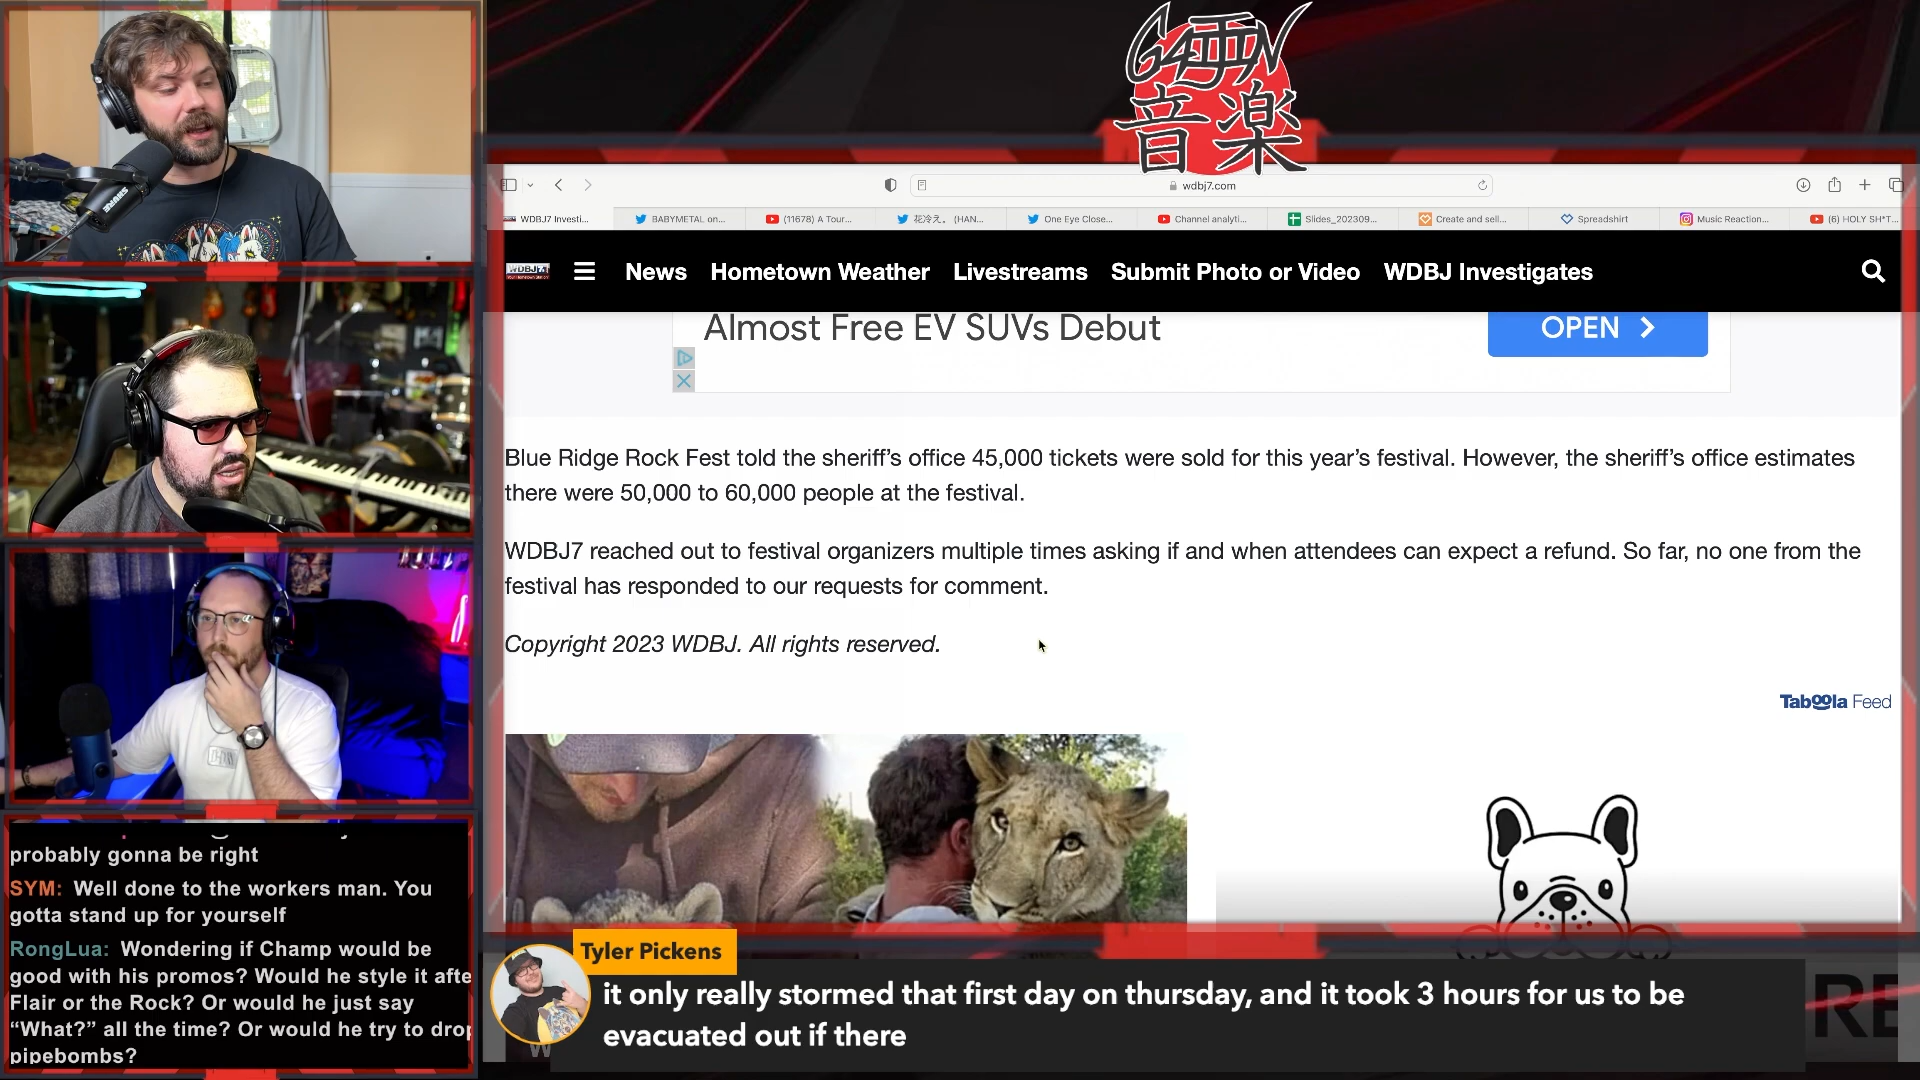 GAIJIN
音楽
wdbj7.com
WDBJ7 Investi...
BABYMETAL on...
(11678) A Tour...
花冷え。 (HAN...
One Eye Close...
Channel analyti...
Slides_202309...
Create and sell...
Spreadshirt
Music Reaction...
(6) HOLY SH*T...
WDBJ7
News
Hometown Weather
Livestreams
Submit Photo or Video
WDBJ Investigates
Almost Free EV SUVs Debut
OPEN
Blue Ridge Rock Fest told the sheriff’s office 45,000 tickets were sold for this year’s festival. However, the sheriff’s office estimates
there were 50,000 to 60,000 people at the festival.
WDBJ7 reached out to festival organizers multiple times asking if and when attendees can expect a refund. So far, no one from the
festival has responded to our requests for comment.
Copyright 2023 WDBJ. All rights reserved.
Taboola Feed
SHURE
probably gonna be right
SYM: Well done to the workers man. You
gotta stand up for yourself
RongLua: Wondering if Champ would be
good with his promos? Would he style it afte
Flair or the Rock? Or would he just say
“What?” all the time? Or would he try to drop
pipebombs?
Tyler Pickens
it only really stormed that first day on thursday, and it took 3 hours for us to be
evacuated out if there
RE
W